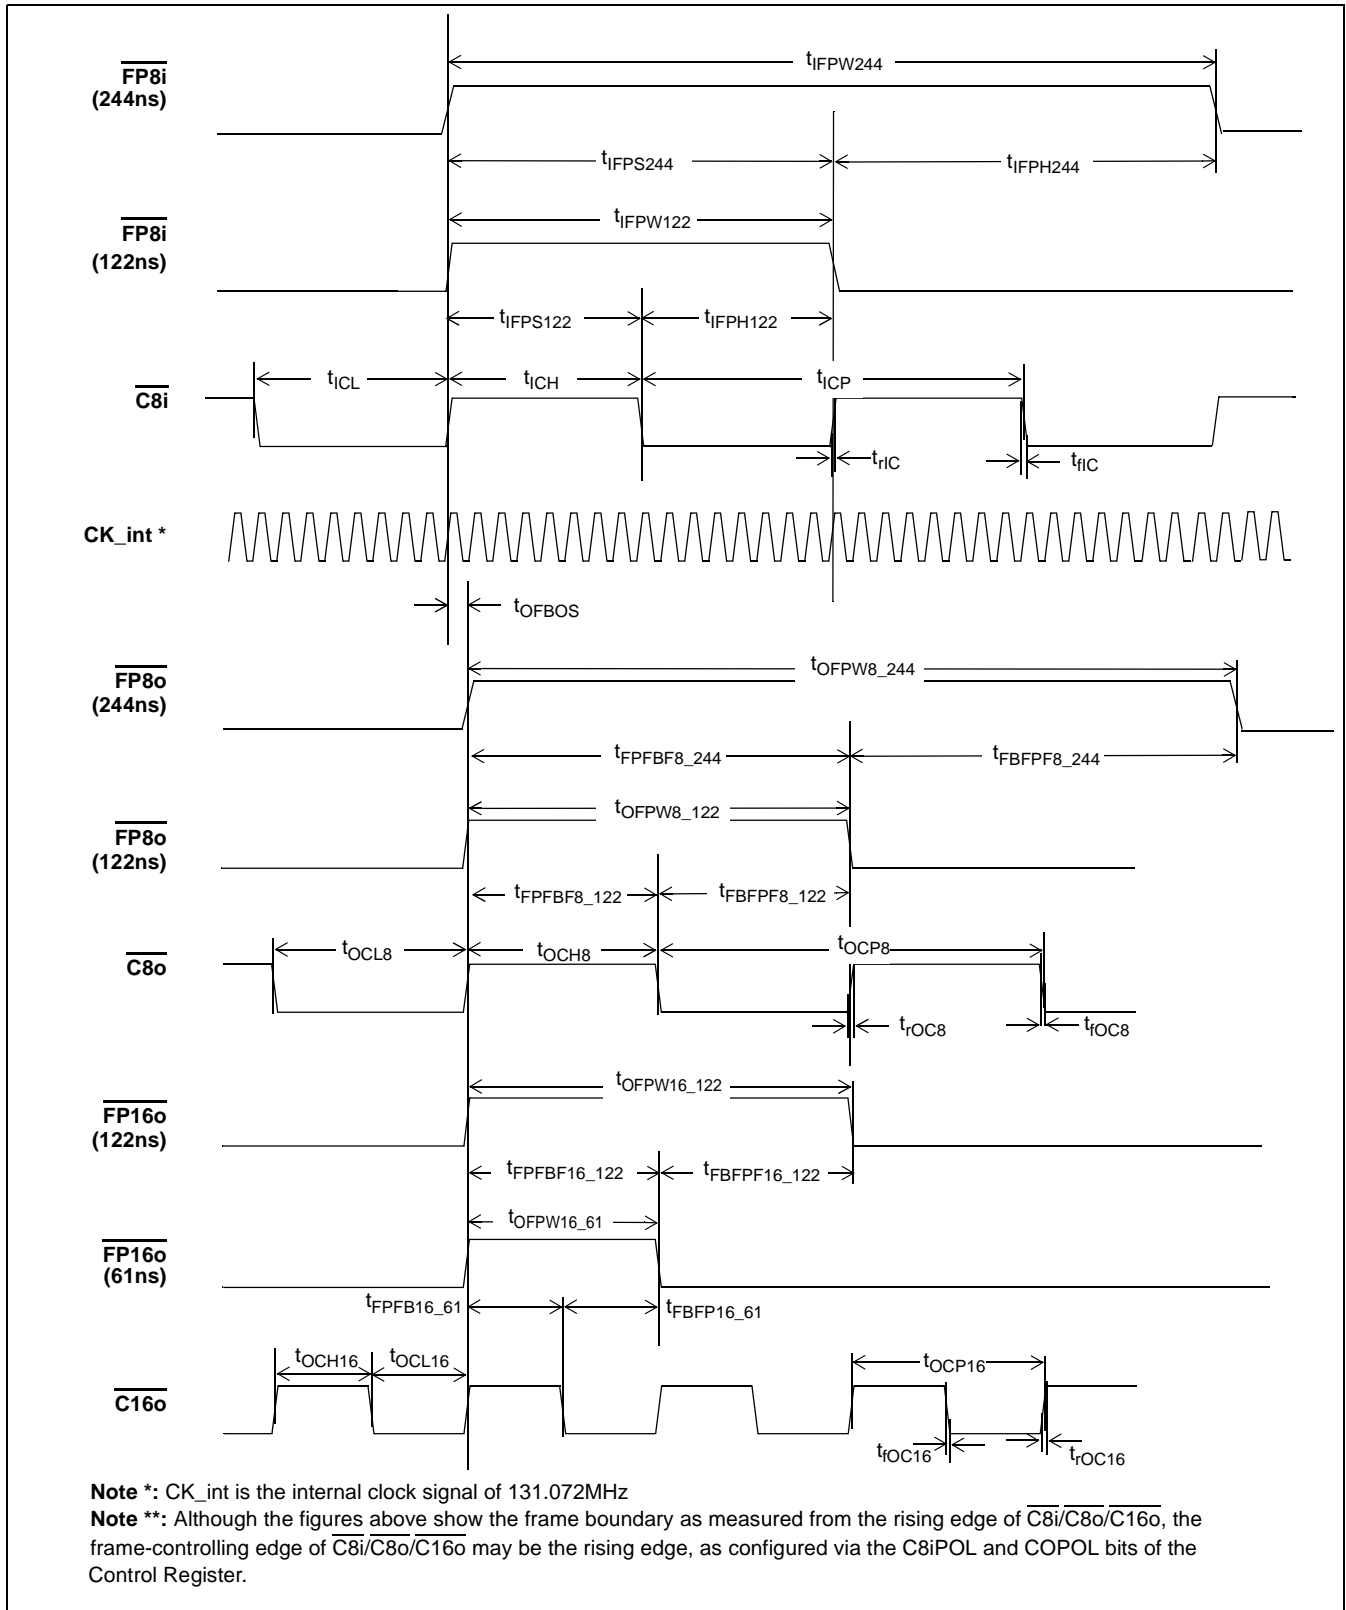 FP8i
(244ns)
tIFPW244
tIFPS244
tIFPH244
FP8i
(122ns)
tIFPW122
tIFPS122
tIFPH122
C8i
tICL
tICH
tICP
trIC
tfIC
CK_int *
tOFBOS
FP8o
(244ns)
tOFPW8_244
tFPFBF8_244
tFBFPF8_244
FP8o
(122ns)
tOFPW8_122
tFPFBF8_122
tFBFPF8_122
C8o
tOCL8
tOCH8
tOCP8
trOC8
tfOC8
FP16o
(122ns)
tOFPW16_122
tFPFBF16_122
tFBFPF16_122
FP16o
(61ns)
tOFPW16_61
tFPFB16_61
tFBFP16_61
C16o
tOCH16
tOCL16
tOCP16
tfOC16
trOC16
Note *: CK_int is the internal clock signal of 131.072MHz
Note **: Although the figures above show the frame boundary as measured from the rising edge of C8i/C8o/C16o, the
frame-controlling edge of C8i/C8o/C16o may be the rising edge, as configured via the C8iPOL and COPOL bits of the
Control Register.